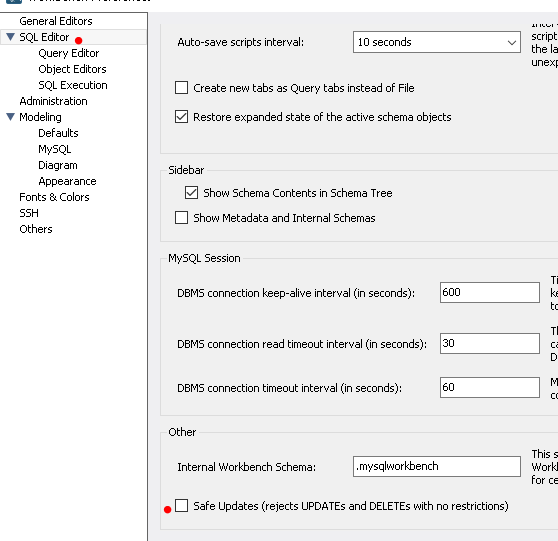 General Editors
SQL Editor
Query Editor
Object Editors
SQL Execution
Administration
Modeling
Defaults
MySQL
Diagram
Appearance
Fonts & Colors
SSH
Others
Auto-save scripts interval:
10 seconds
script
the la
unexp
Create new tabs as Query tabs instead of File
Restore expanded state of the active schema objects
Sidebar
Show Schema Contents in Schema Tree
Show Metadata and Internal Schemas
MySQL Session
DBMS connection keep-alive interval (in seconds):
600
Ti
ke
to
DBMS connection read timeout interval (in seconds):
30
Th
ca
D
DBMS connection timeout interval (in seconds):
60
M
co
Other
Internal Workbench Schema:
.mysqlworkbench
This s
Workl
for ce
Safe Updates (rejects UPDATEs and DELETEs with no restrictions)